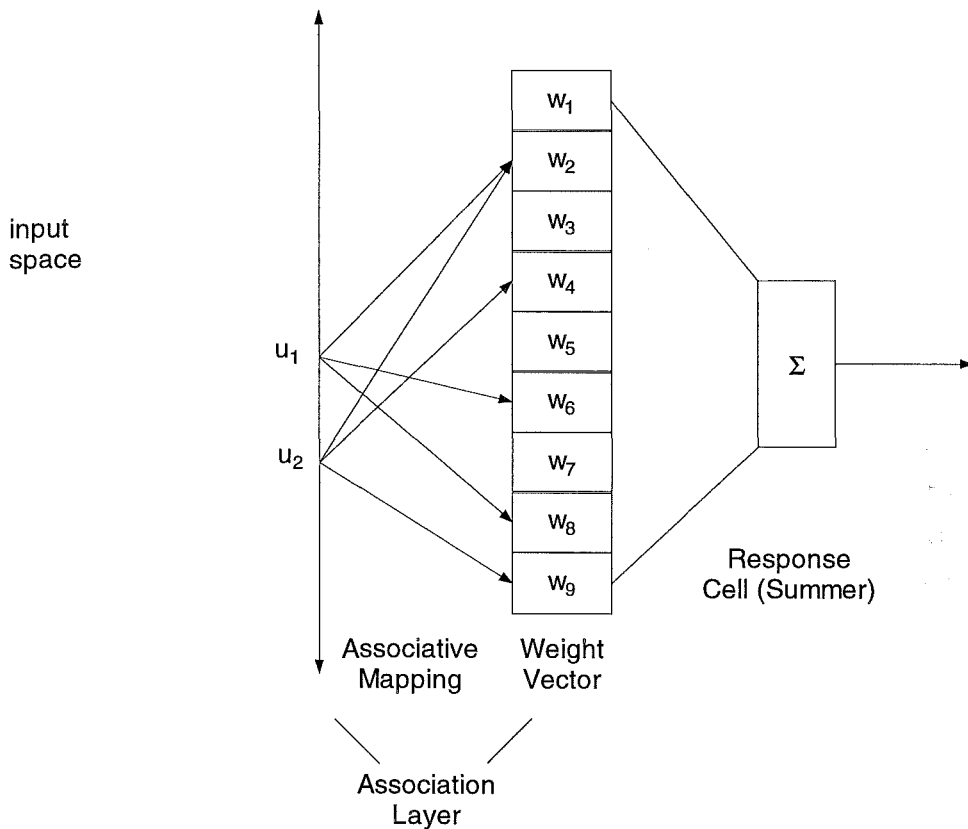 input
space
u₁
u₂
w₁
w₂
w₃
w₄
w₅
w₆
w₇
w₈
w₉
Σ
Response
Cell (Summer)
Associative
Mapping
Weight
Vector
Association
Layer